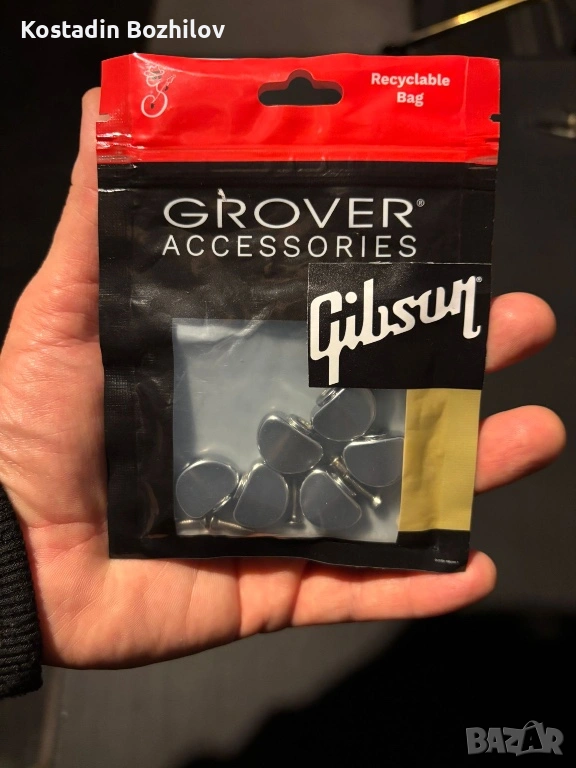 Kostadin Bozhilov
Recyclable
Bag
GROVER®
ACCESSORIES
Gibson®
BAZAR